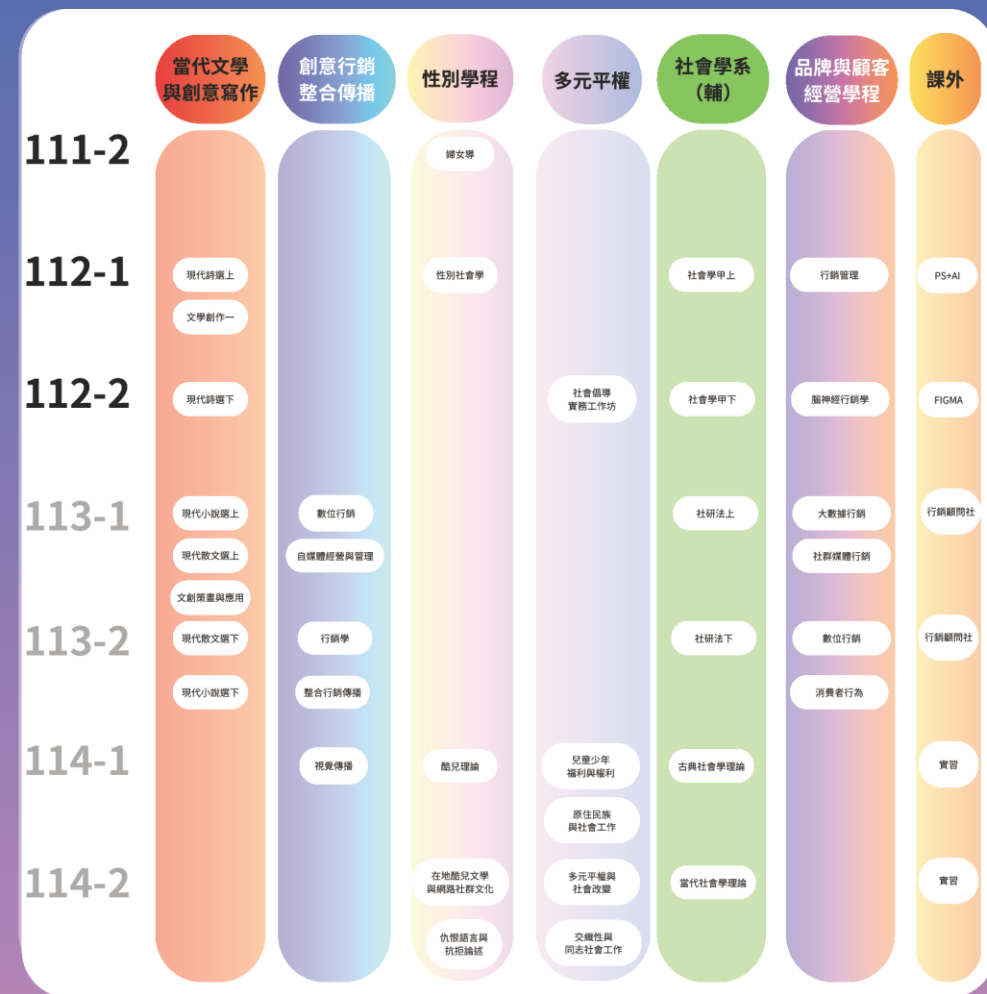 當代文學
與創意寫作
創意行銷
整合傳播
性別學程
多元平權
社會學系
（輔）
品牌與顧客
經營學程
課外
111-2
婦女導
112-1
現代詩選上
性別社會學
社會學甲上
行銷管理
PS+AI
文學創作一
112-2
現代詩選下
社會倡導
實務工作坊
社會學甲下
腦神經行銷學
FIGMA
113-1
現代小說選上
數位行銷
社研法上
大數據行銷
行銷顧問社
現代散文選上
自媒體經營與管理
社群媒體行銷
文創策畫與應用
113-2
現代散文選下
行銷學
社研法下
數位行銷
行銷顧問社
現代小說選下
整合行銷傳播
消費者行為
114-1
視覺傳播
酷兒理論
兒童少年
福利與權利
古典社會學理論
實習
原住民族
與社會工作
114-2
在地酷兒文學
與網路社群文化
多元平權與
社會改變
當代社會學理論
實習
仇恨語言與
抗拒論述
交織性與
同志社會工作